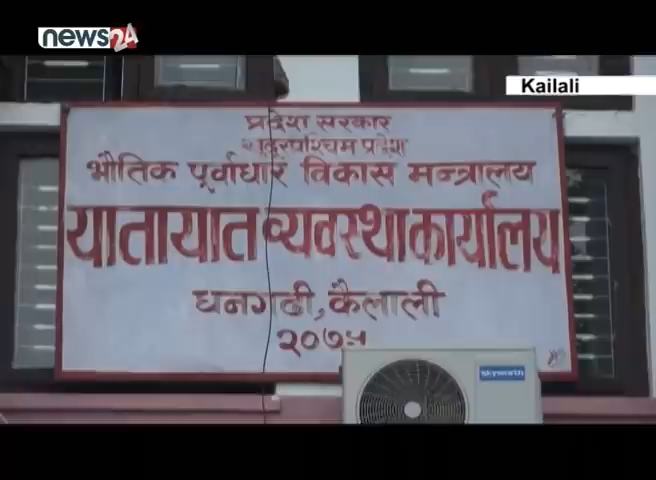 news24
Kailali
प्रदेश सरकार
सुदूरपश्चिम प्रदेश
भौतिक पूर्वाधार विकास मन्त्रालय
यातायात व्यवस्था कार्यालय
धनगढी, कैलाली
२०७५
Skyworth